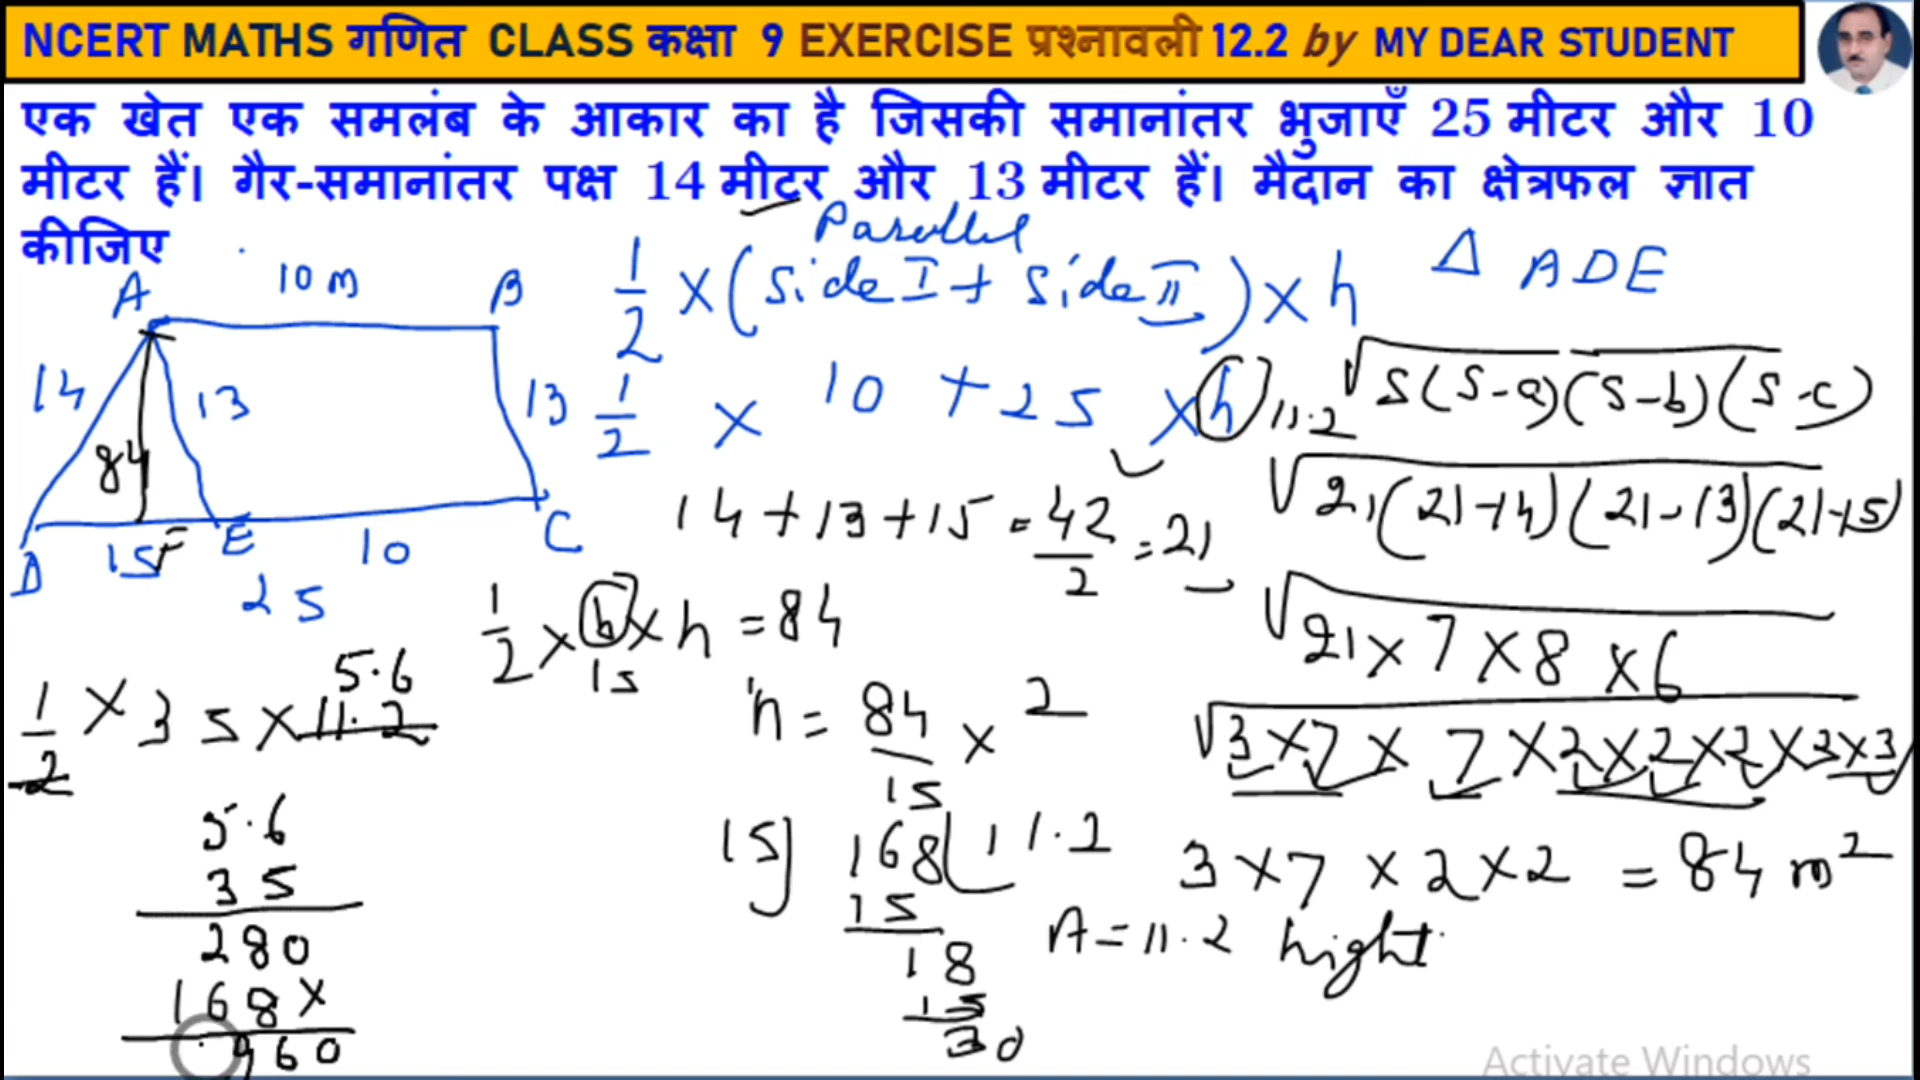 NCERT MATHS गणित CLASS कक्षा 9 EXERCISE प्रश्नावली 12.2 by MY DEAR STUDENT
एक खेत एक समलंब के आकार का है जिसकी समानांतर भुजाएँ 25 मीटर और 10
मीटर हैं। गैर-समानांतर पक्ष 14 मीटर और 13 मीटर हैं। मैदान का क्षेत्रफल ज्ञात
कीजिए
A 10 m B
14 13 13
84
D 15 F E 10 C
25
Parallel
1/2 × (side I + side II) × h
1/2 × 10 + 25 × h 11.2
14 + 13 + 15 = 42/2 = 21
1/2 × b × h = 84
15
h = 84/15 × 2
15) 168 ( 11.2
15
18
15
30
△ ADE
√s(s-a)(s-b)(s-c)
√21(21-14)(21-13)(21-15)
√21 × 7 × 8 × 6
√3 × 7 × 7 × 2 × 2 × 2 × 2 × 3
3 × 7 × 2 × 2 = 84 m²
A = 11.2 hight
5.6
1/2 × 35 × 11.2
5.6
35
280
168×
960
Activate Windows